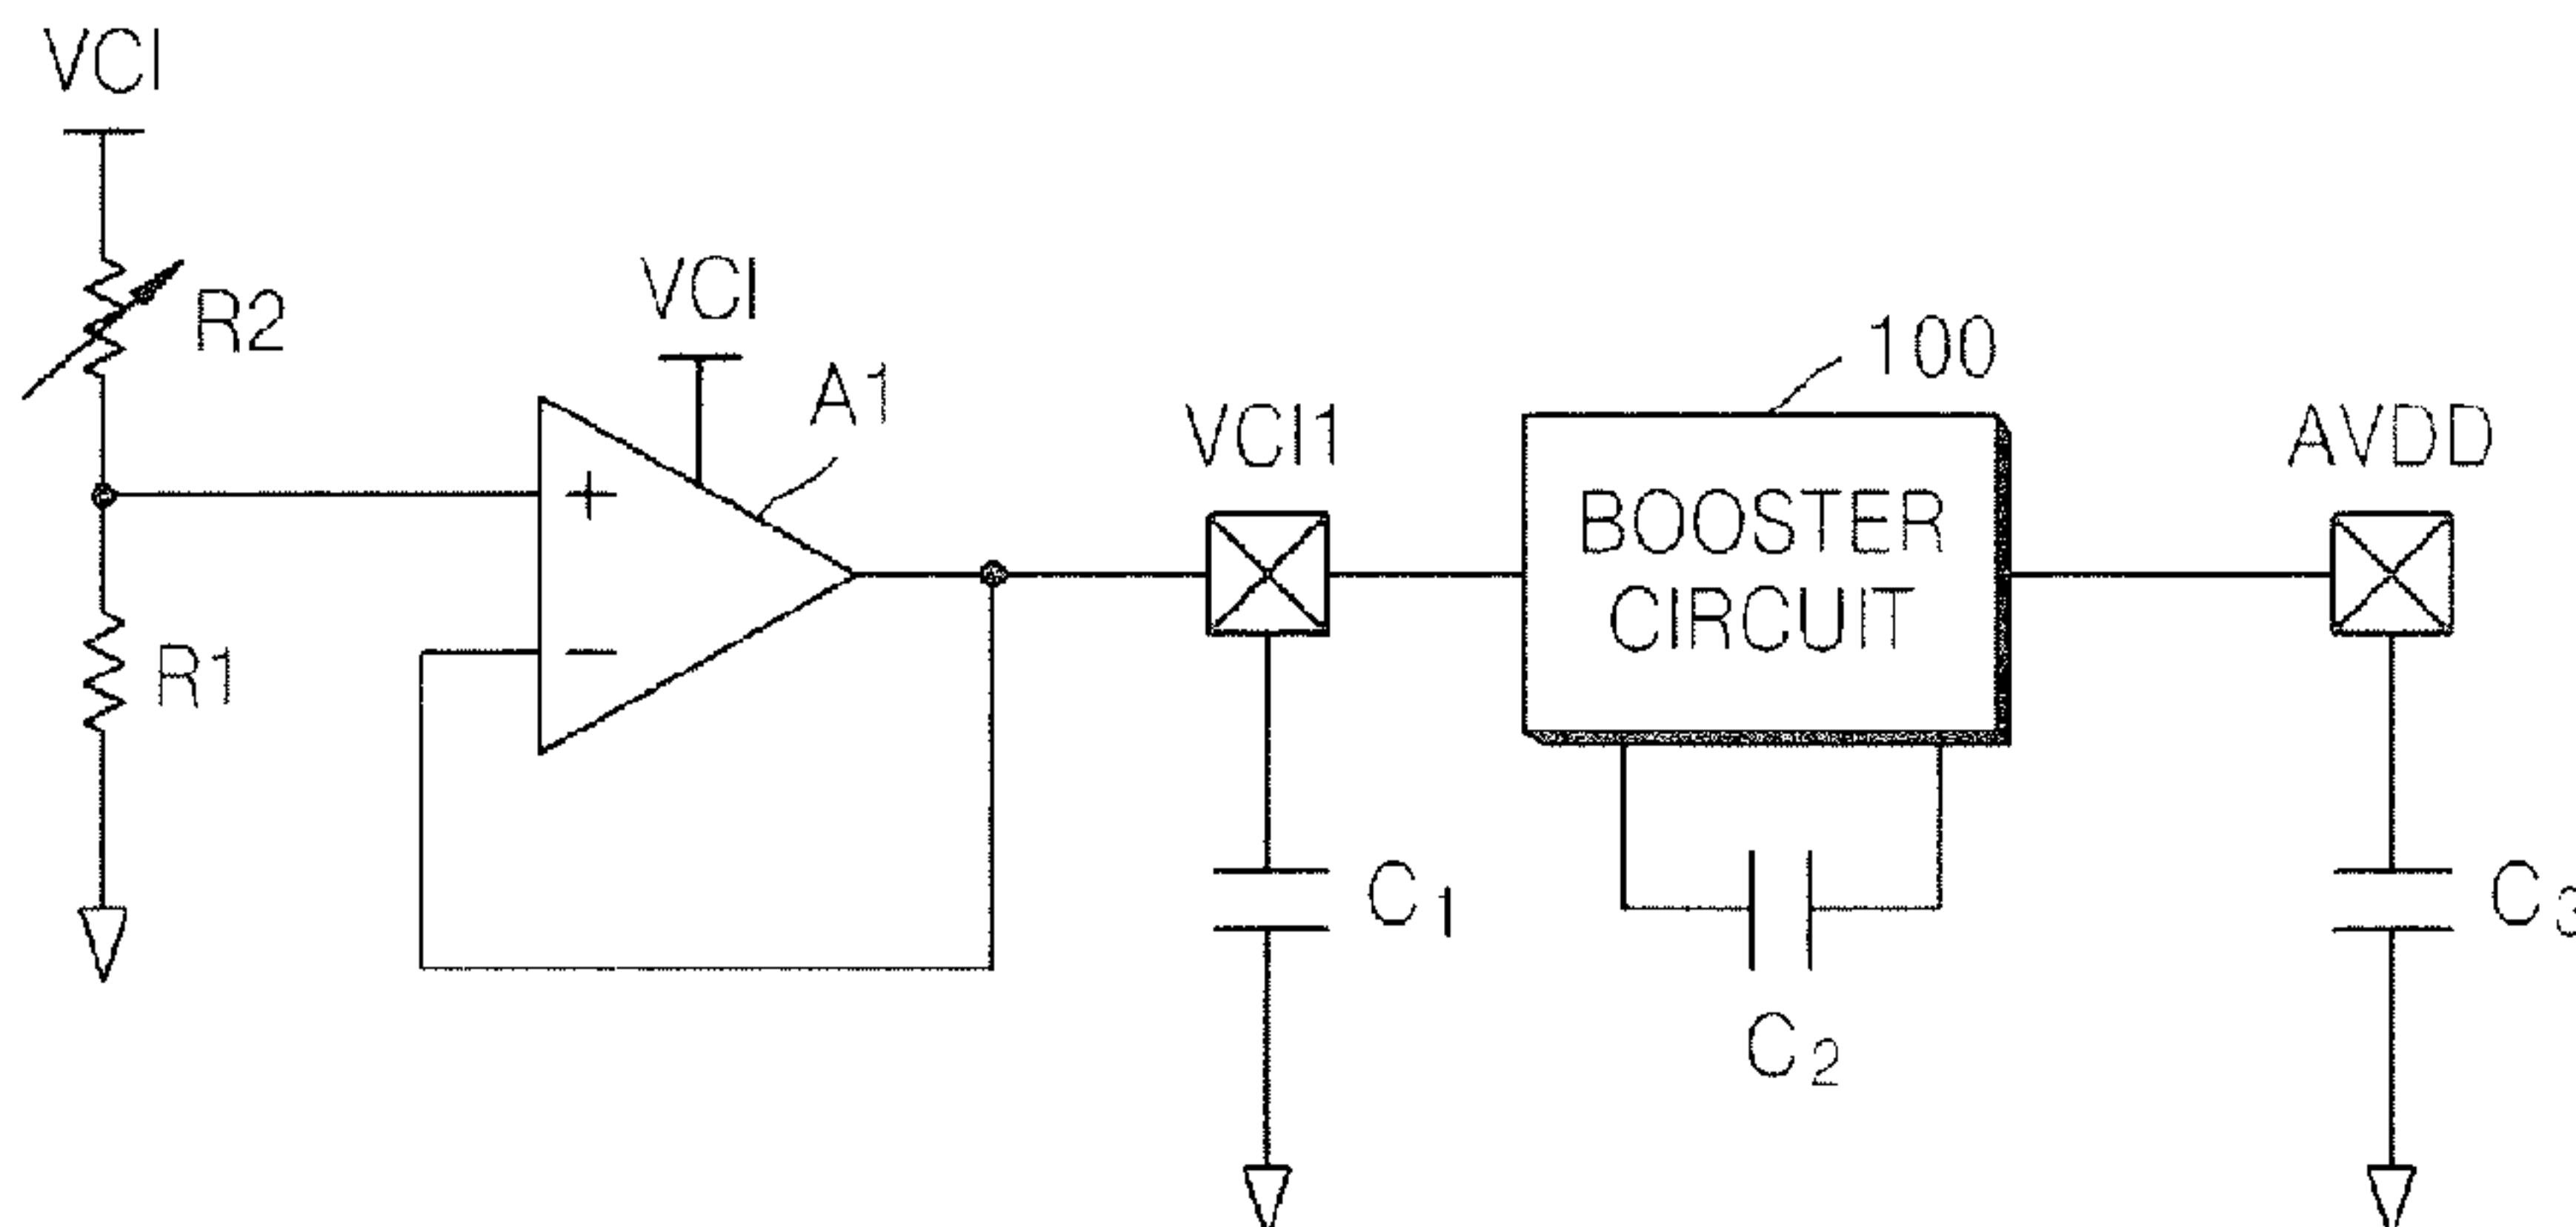 VCI
R2
R1
VCI
A1
+
−
VCI1
C1
100
BOOSTER
CIRCUIT
C2
AVDD
C3